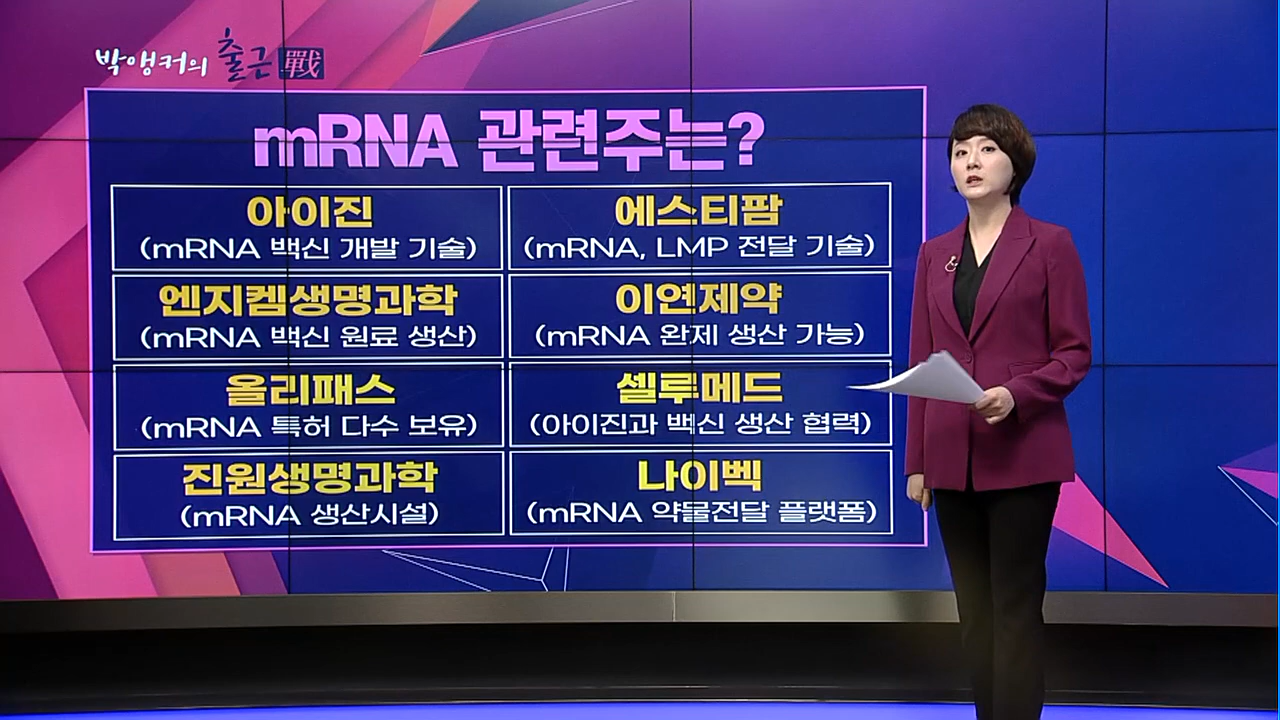 박앵커의 출근 戰
mRNA 관련주는?
아이진
(mRNA 백신 개발 기술)
에스티팜
(mRNA, LMP 전달 기술)
엔지켐생명과학
(mRNA 백신 원료 생산)
이연제약
(mRNA 완제 생산 가능)
올리패스
(mRNA 특허 다수 보유)
셀루메드
(아이진과 백신 생산 협력)
진원생명과학
(mRNA 생산시설)
나이벡
(mRNA 약물전달 플랫폼)